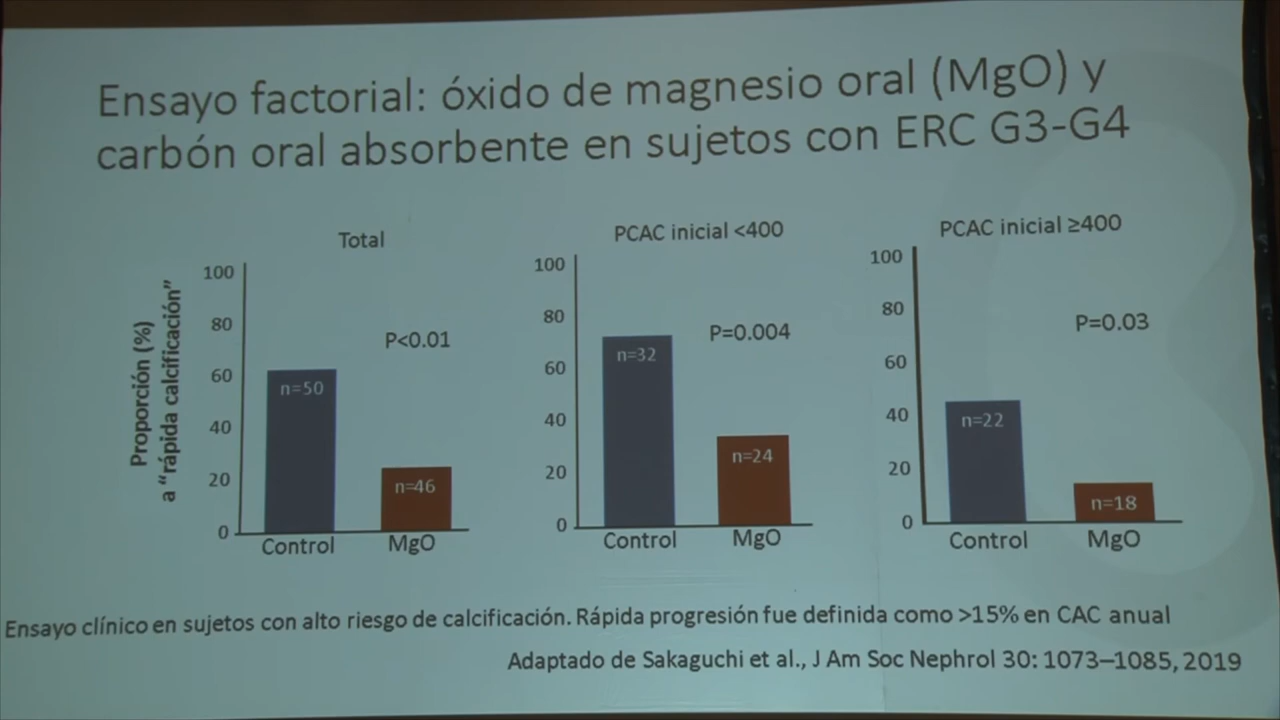 Ensayo factorial: óxido de magnesio oral (MgO) y
carbón oral absorbente en sujetos con ERC G3-G4
Proporción (%)
a “rápida calcificación”
Total
100
80
60
40
20
0
P<0.01
n=50
n=46
Control
MgO
PCAC inicial <400
100
80
60
40
20
0
P=0.004
n=32
n=24
Control
MgO
PCAC inicial ≥400
100
80
60
40
20
0
P=0.03
n=22
n=18
Control
MgO
Ensayo clínico en sujetos con alto riesgo de calcificación. Rápida progresión fue definida como >15% en CAC anual
Adaptado de Sakaguchi et al., J Am Soc Nephrol 30: 1073–1085, 2019